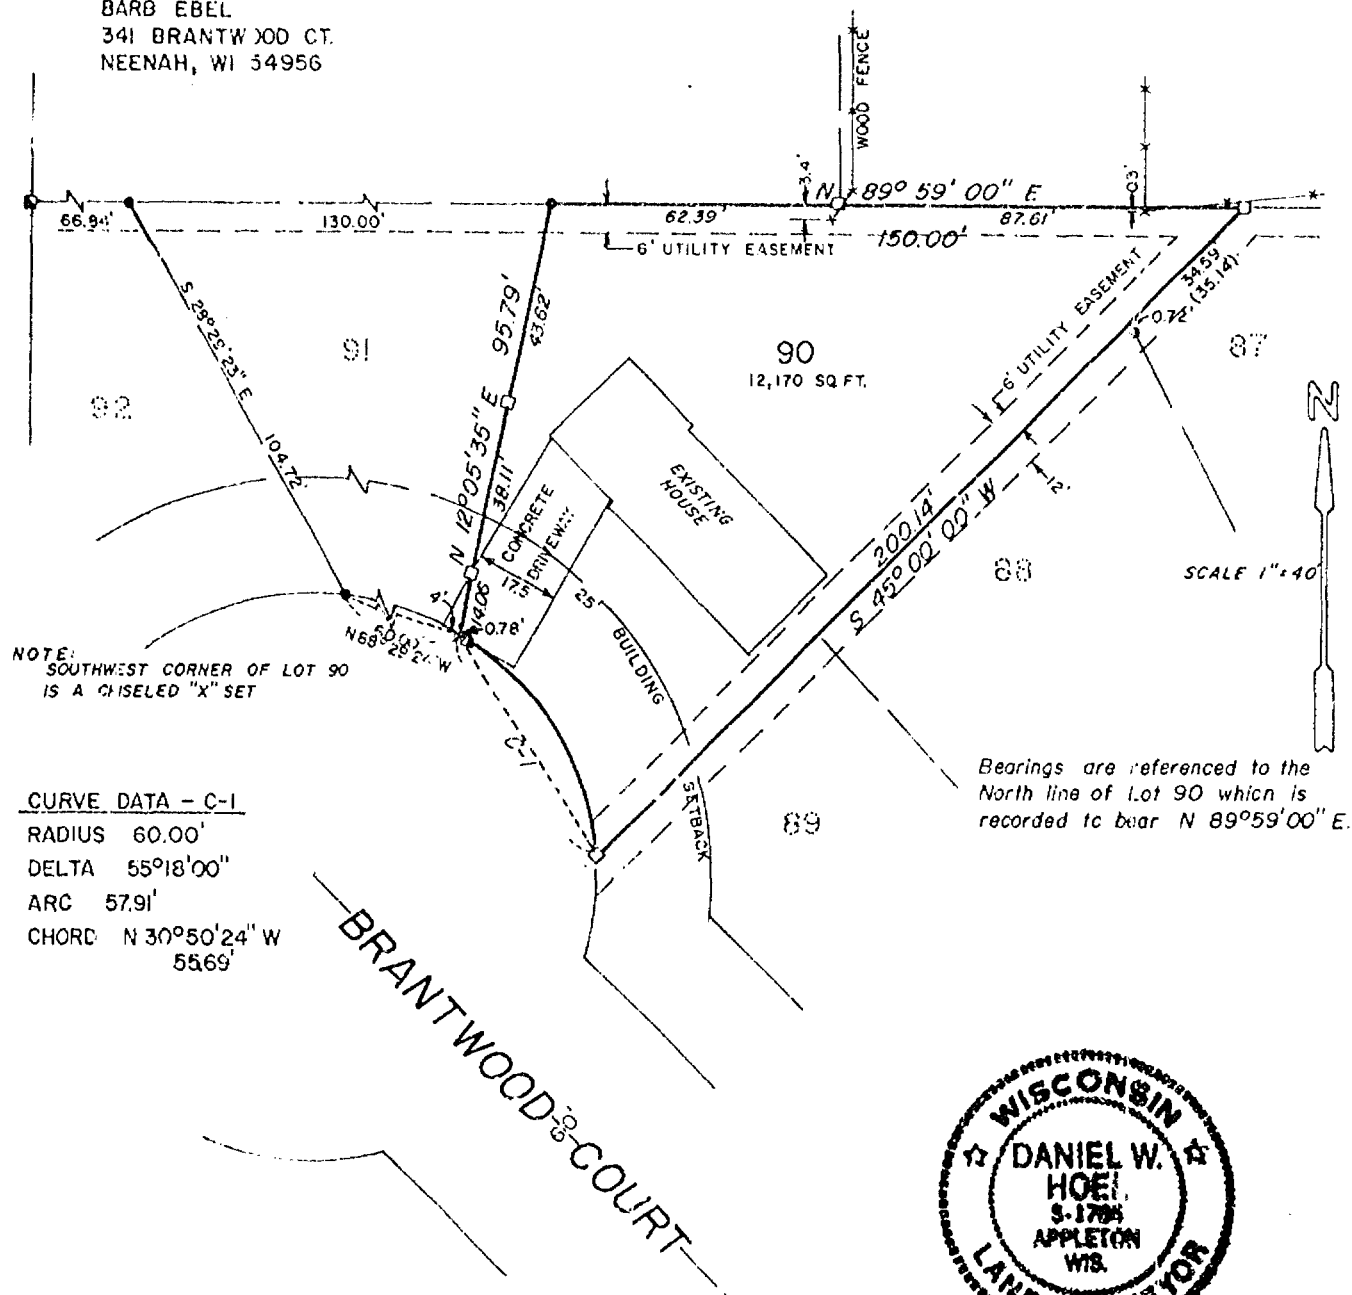 BARB EBEL
341 BRANTWOOD CT.
NEENAH, WI 54956
WOOD FENCE
3.4'
N 89° 59' 00" E
.03'
66.94'
130.00'
62.39'
87.61'
150.00'
6' UTILITY EASEMENT
6' UTILITY EASEMENT
34.59
(35.14)
0.72'
S 29° 23" E
104.72'
91
92
90
12,170 SQ.FT.
87
88
89
N 12° 05' 35" E 95.79'
43.62'
38.11'
14.06'
EXISTING
HOUSE
CONCRETE
DRIVEWAY
17.5
25'
4'
0.78'
BUILDING
SETBACK
200.14'
S 45° 00' 00" W
12'
N
SCALE 1"=40'
N 68° W
NOTE:
SOUTHWEST CORNER OF LOT 90
IS A CHISELED "X" SET
C-1
CURVE DATA - C-1
RADIUS 60.00'
DELTA 55°18'00"
ARC 57.91'
CHORD N 30°50'24" W
55.69'
Bearings are referenced to the
North line of Lot 90 which is
recorded to bear N 89°59'00" E.
BRANTWOOD COURT
60'
WISCONSIN
DANIEL W.
HOEL
APPLETON
WIS.
LAND